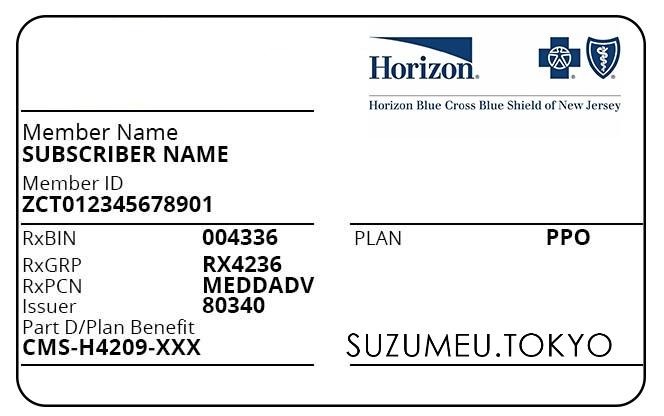 Horizon
Horizon Blue Cross Blue Shield of New Jersey
Member Name
SUBSCRIBER NAME
Member ID
ZCT012345678901
RxBIN 004336
PLAN PPO
RxGRP RX4236
RxPCN MEDDADV
Issuer 80340
Part D/Plan Benefit
CMS-H4209-XXX
SUZUMEU.TOKYO